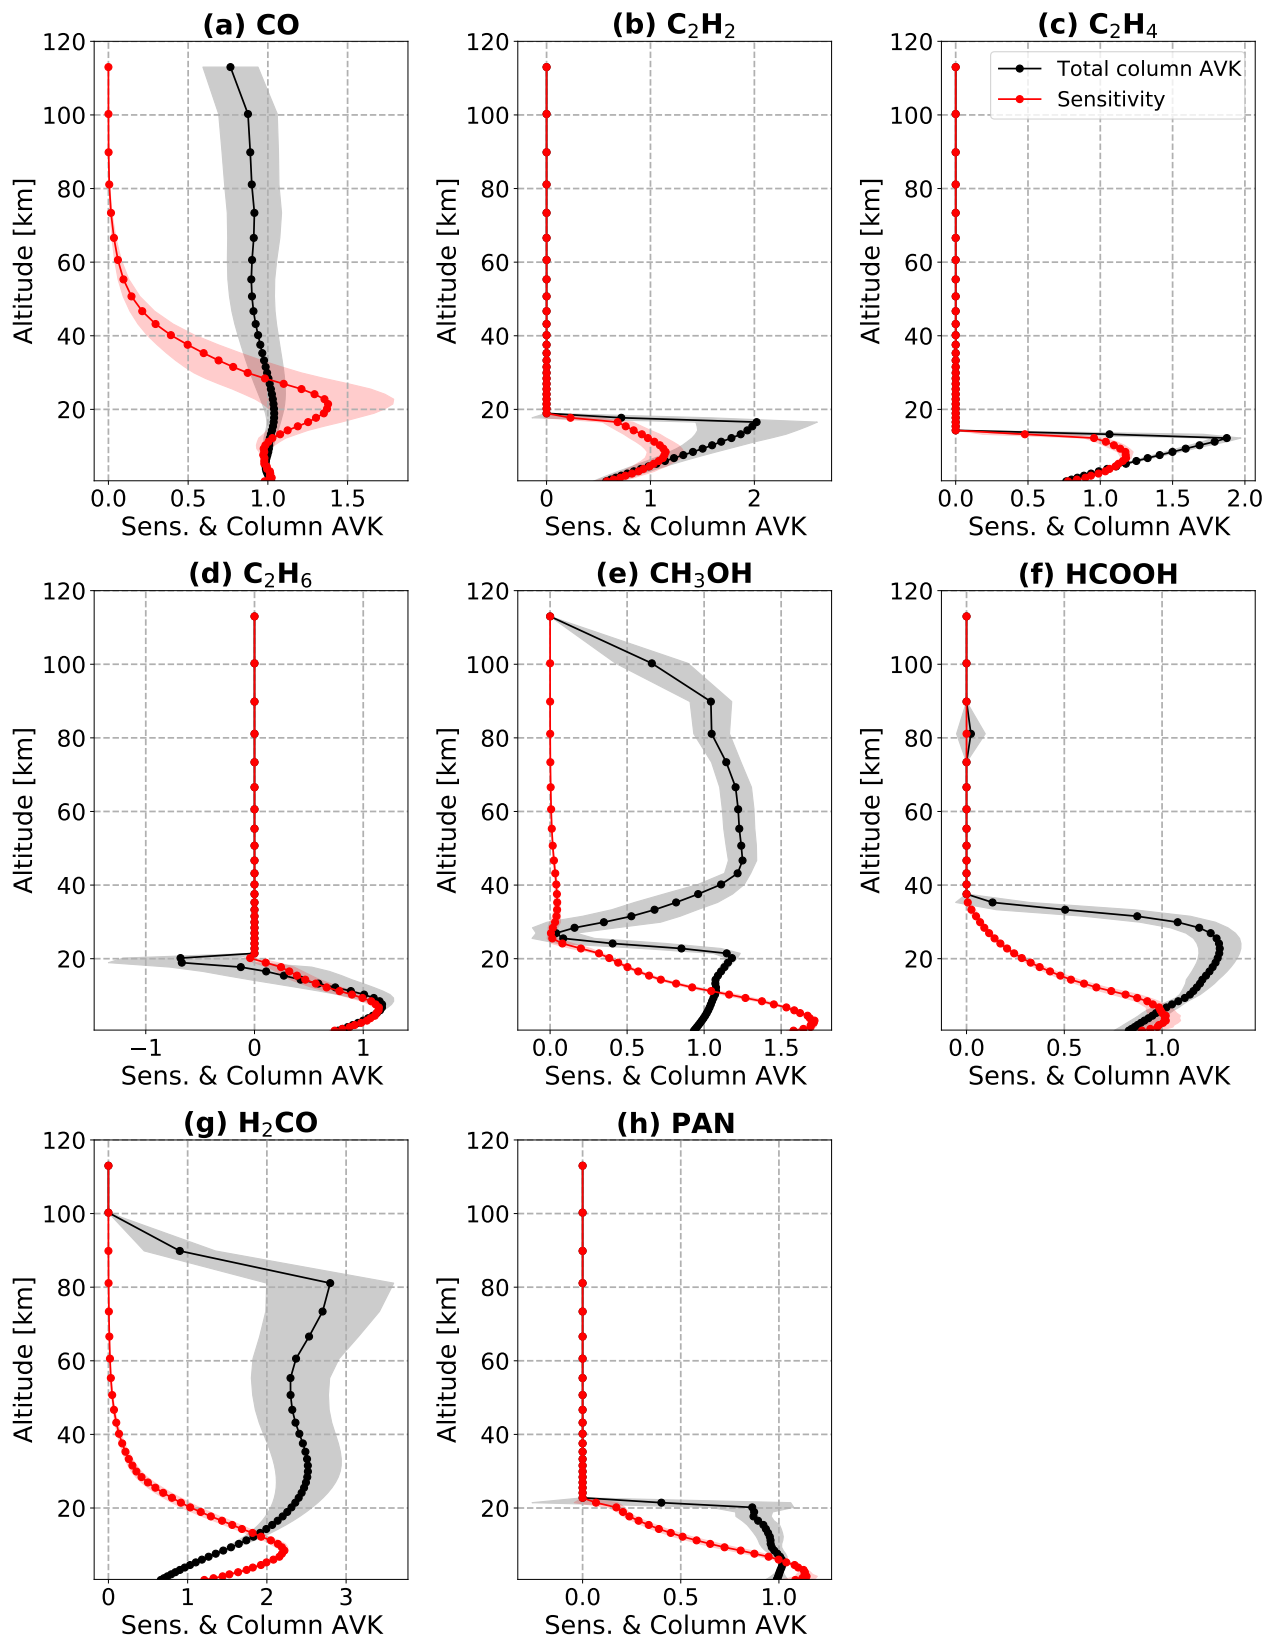 (a) CO
(b) C₂H₂
(c) C₂H₄
120
100
80
60
40
20
Altitude [km]
0.0 0.5 1.0 1.5
Sens. & Column AVK
120
100
80
60
40
20
Altitude [km]
0 1 2
Sens. & Column AVK
120
100
80
60
40
20
Altitude [km]
Total column AVK
Sensitivity
0.0 0.5 1.0 1.5 2.0
Sens. & Column AVK
(d) C₂H₆
(e) CH₃OH
(f) HCOOH
120
100
80
60
40
20
Altitude [km]
−1 0 1
Sens. & Column AVK
120
100
80
60
40
20
Altitude [km]
0.0 0.5 1.0 1.5
Sens. & Column AVK
120
100
80
60
40
20
Altitude [km]
0.0 0.5 1.0
Sens. & Column AVK
(g) H₂CO
(h) PAN
120
100
80
60
40
20
Altitude [km]
0 1 2 3
Sens. & Column AVK
120
100
80
60
40
20
Altitude [km]
0.0 0.5 1.0
Sens. & Column AVK